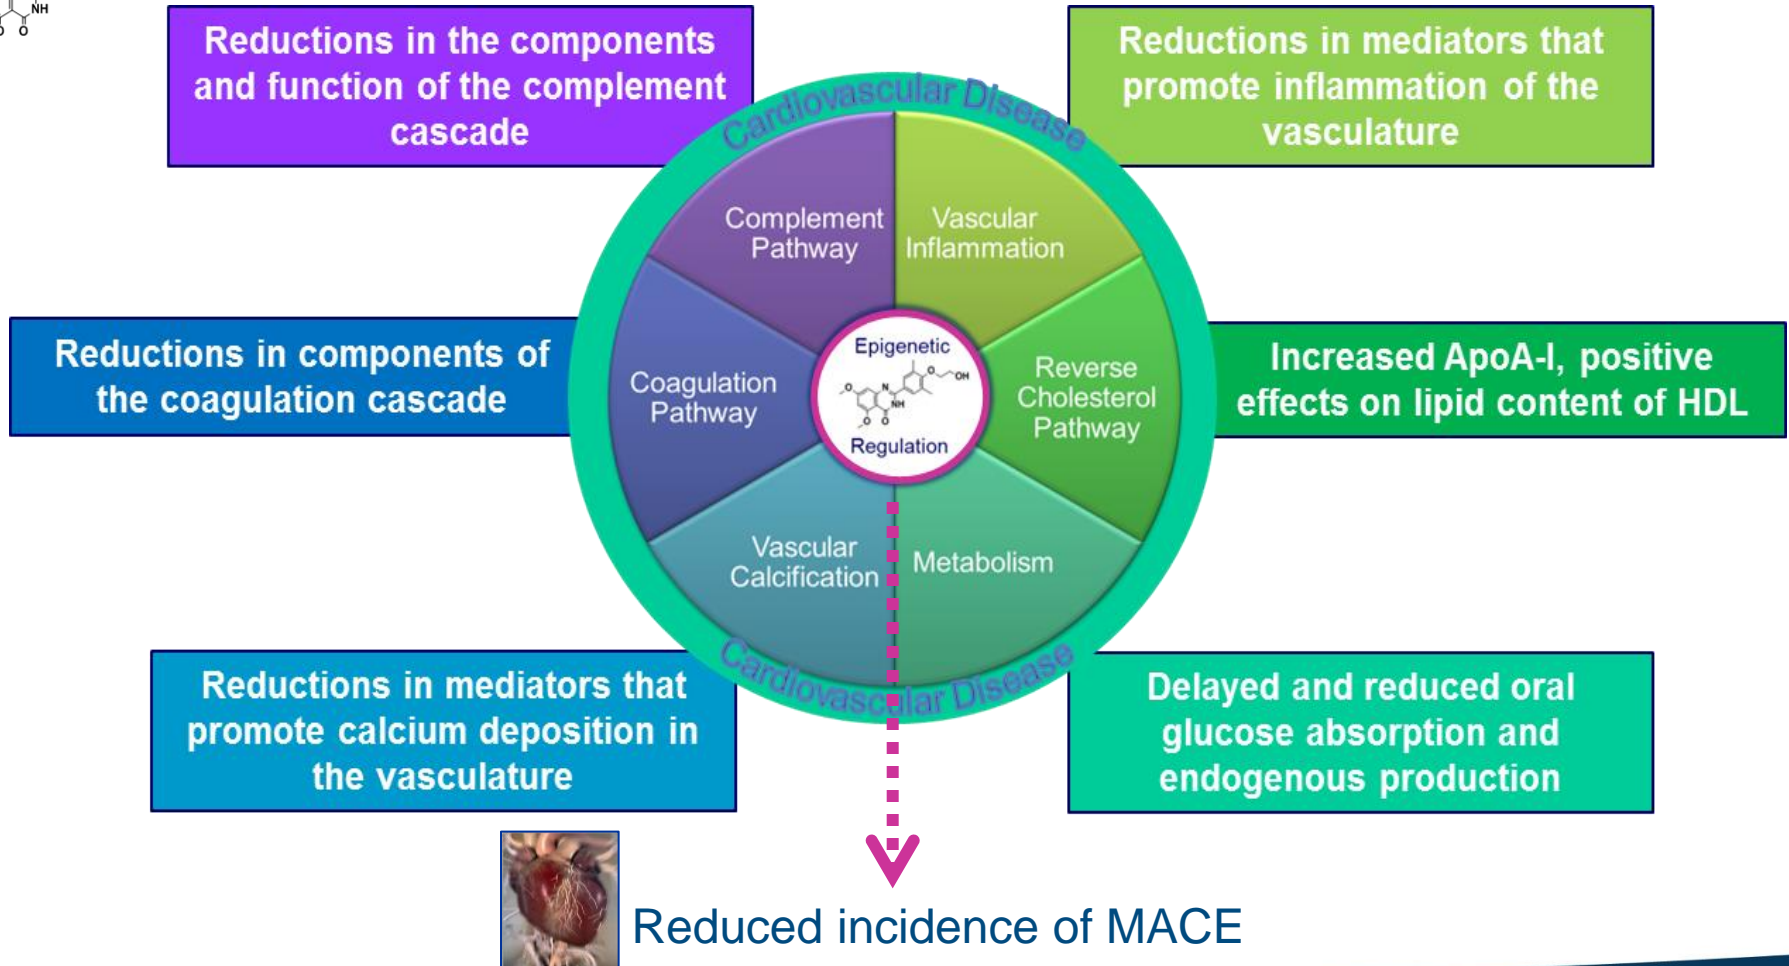 NH
O O
Reductions in the components
and function of the complement
cascade
Reductions in mediators that
promote inflammation of the
vasculature
Cardiovascular Disease
Complement
Pathway
Vascular
Inflammation
Reductions in components of
the coagulation cascade
Coagulation
Pathway
Epigenetic
O
OH
O
N
NH
O
O
Regulation
Reverse
Cholesterol
Pathway
Increased ApoA-I, positive
effects on lipid content of HDL
Vascular
Calcification
Metabolism
Cardiovascular Disease
Reductions in mediators that
promote calcium deposition in
the vasculature
Delayed and reduced oral
glucose absorption and
endogenous production
Reduced incidence of MACE